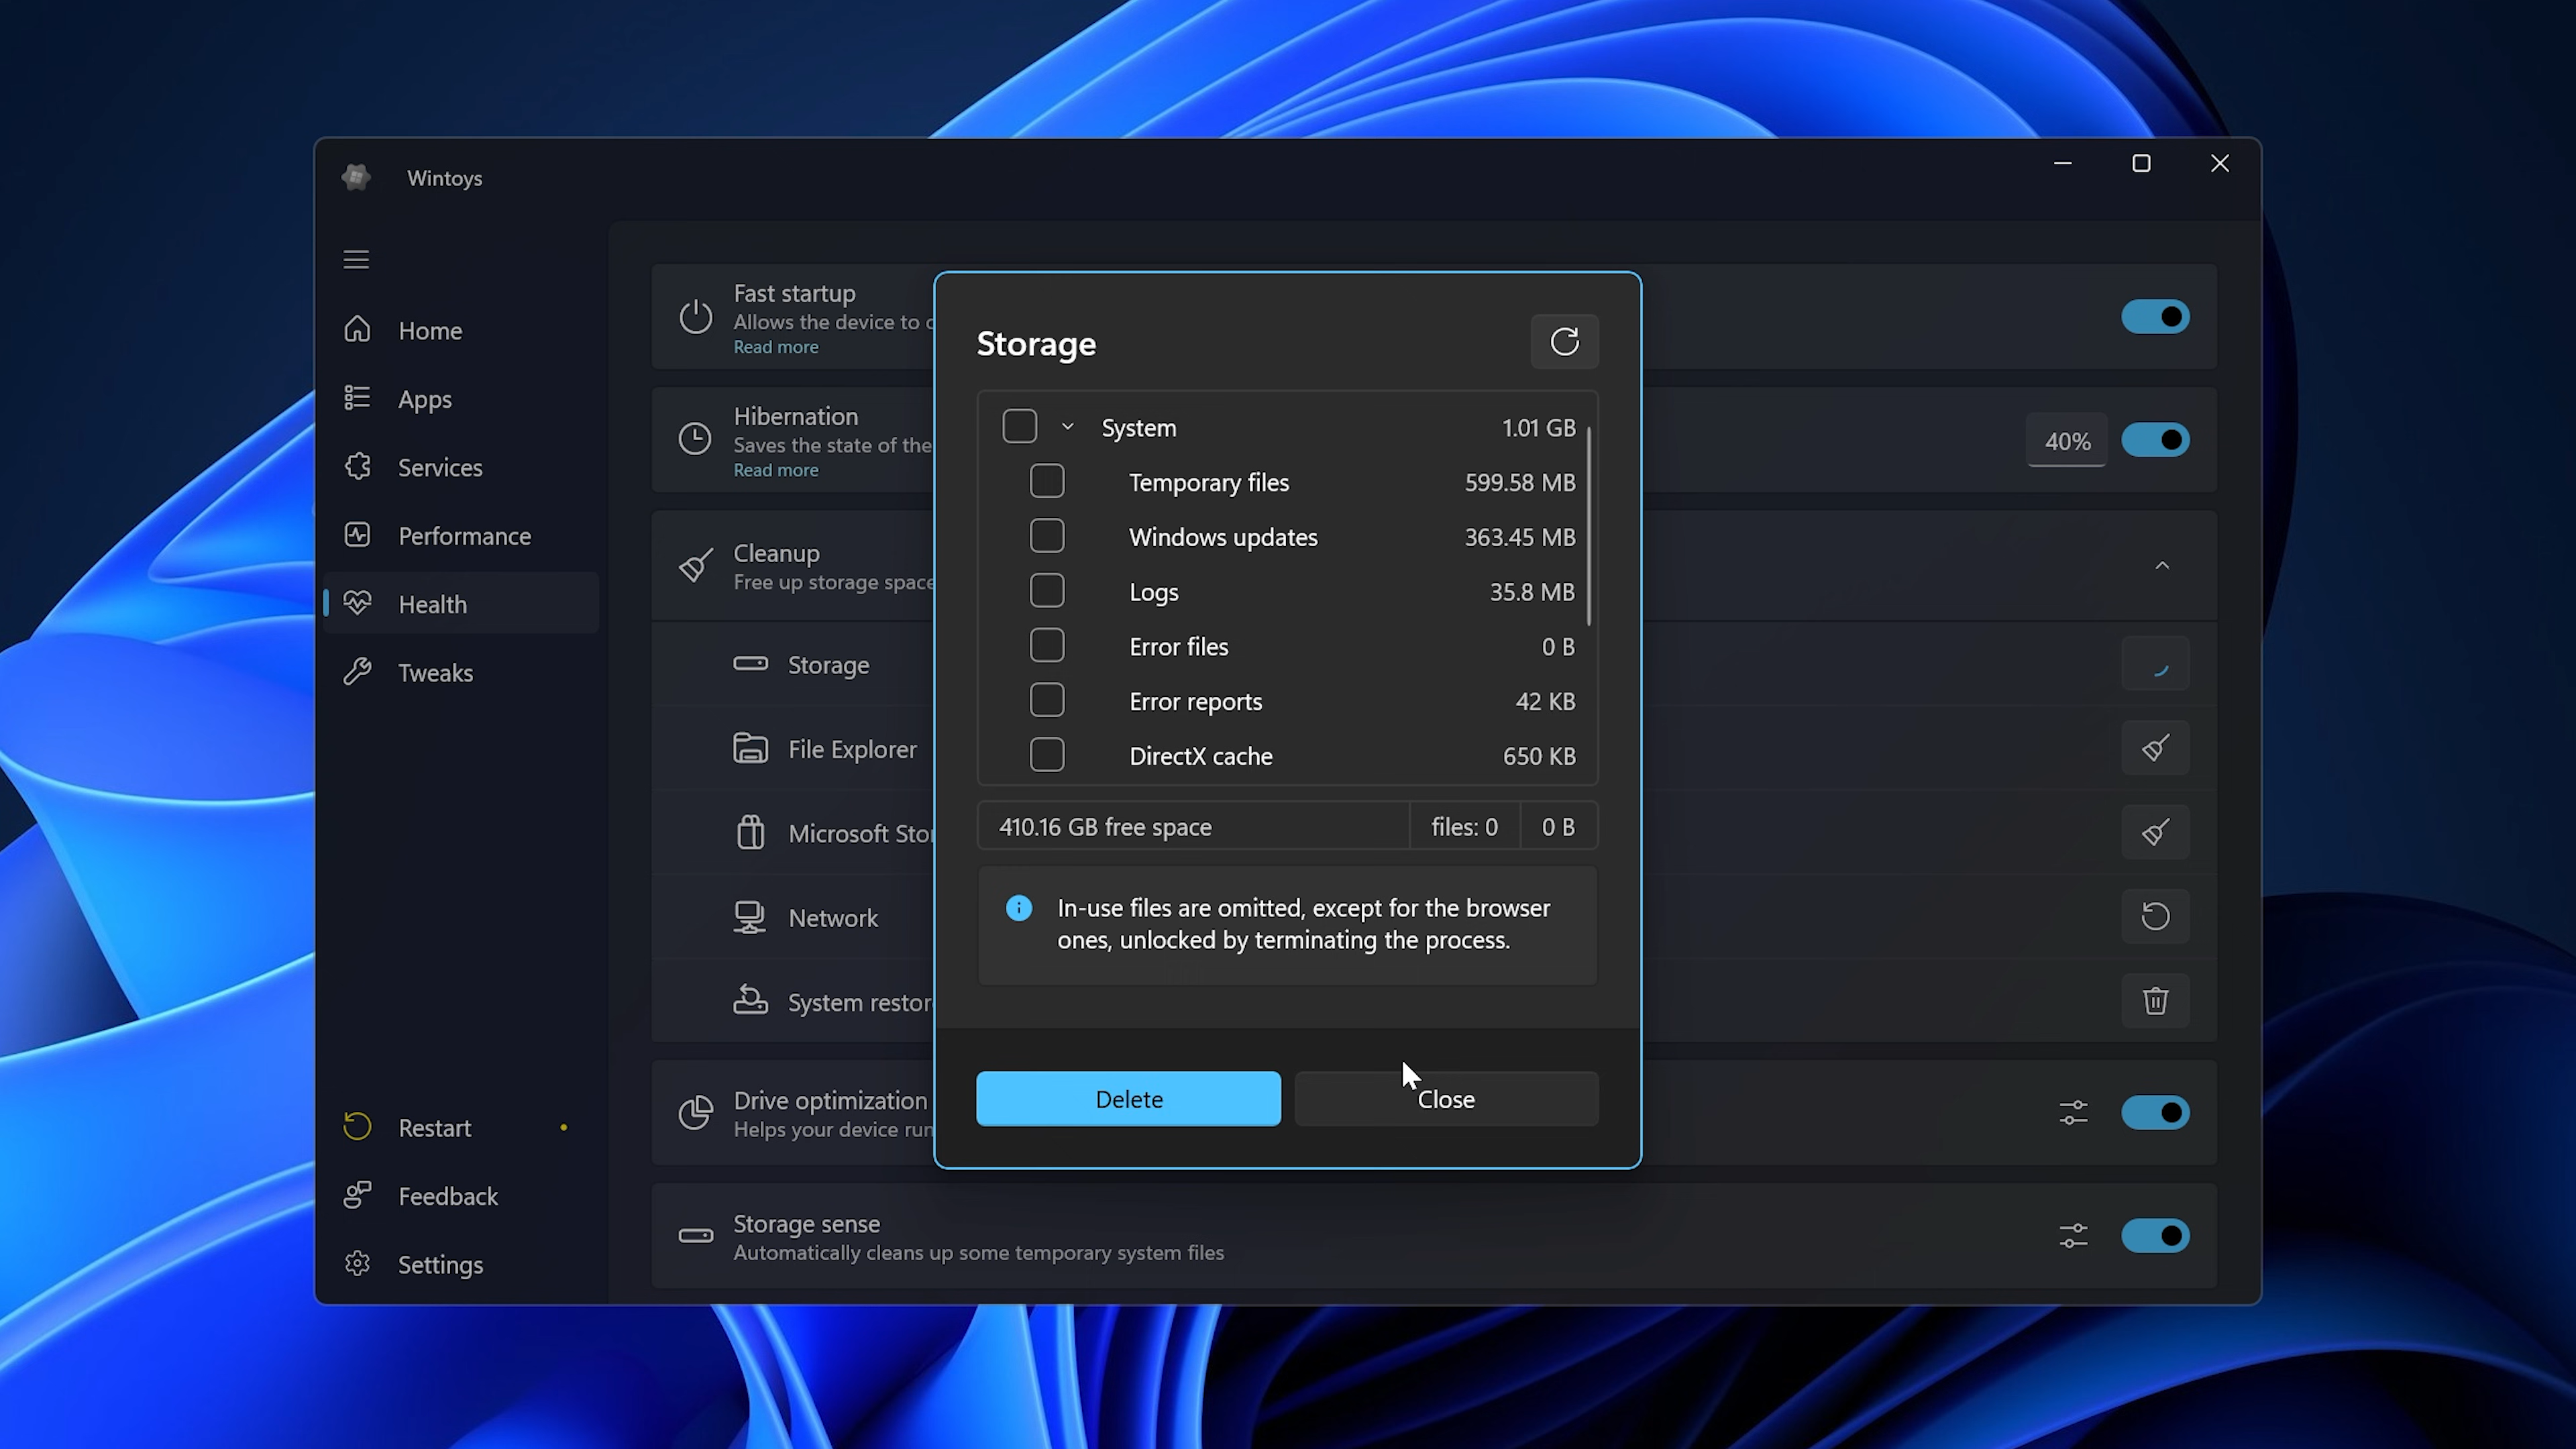 Wintoys
Home
Apps
Services
Performance
Health
Tweaks
Restart
Feedback
Settings
Fast startup
Allows the device to
Read more
Hibernation
Saves the state of the
Read more
40%
Cleanup
Free up storage space
Storage
File Explorer
Microsoft
Network
System
Drive optimization
Helps your device run
Storage sense
Automatically cleans up some temporary system files
Storage
System 1.01 GB
Temporary files 599.58 MB
Windows updates 363.45 MB
Logs 35.8 MB
Error files 0 B
Error reports 42 KB
DirectX cache 650 KB
410.16 GB free space files: 0 0 B
In-use files are omitted, except for the browser
ones, unlocked by terminating the process.
Delete
Close